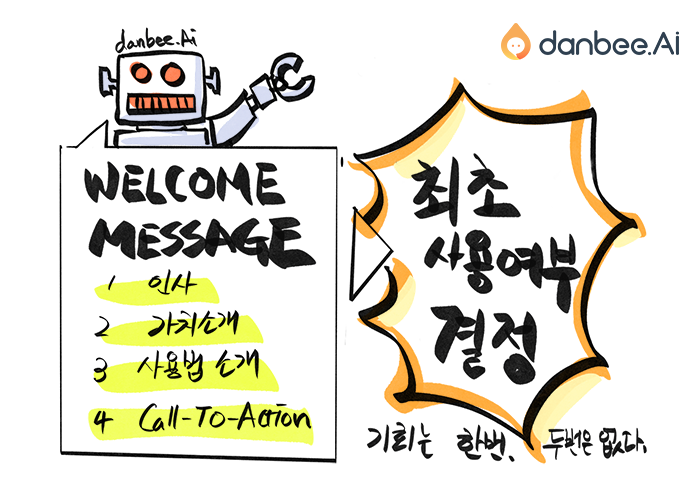 danbee.Ai
danbee.Ai
WELCOME
MESSAGE
1 인사
2 가치소개
3 사용법 소개
4 Call-To-Action
최초
사용여부
결정
기회는 한번, 두번은 없다.